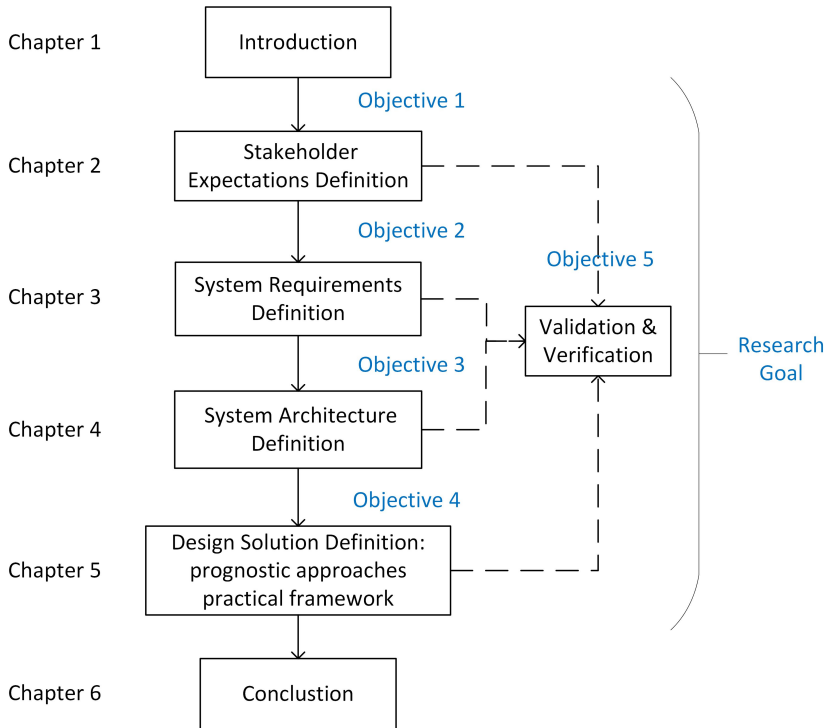 Chapter 1
Introduction
Objective 1
Chapter 2
Stakeholder
Expectations Definition
Objective 2
Objective 5
Chapter 3
System Requirements
Definition
Validation &
Verification
Research
Goal
Objective 3
Chapter 4
System Architecture
Definition
Objective 4
Chapter 5
Design Solution Definition:
prognostic approaches
practical framework
Chapter 6
Conclustion